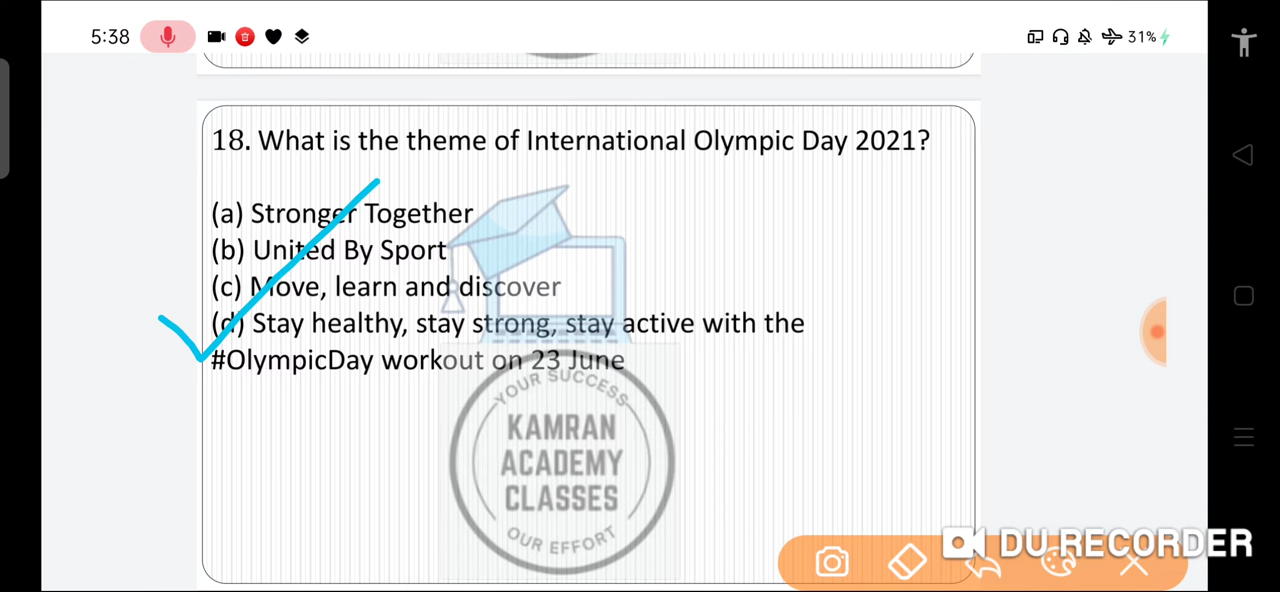 5:38
31%
18. What is the theme of International Olympic Day 2021?
(a) Stronger Together
(b) United By Sport
(c) Move, learn and discover
(d) Stay healthy, stay strong, stay active with the
#OlympicDay workout on 23 June
YOUR SUCCESS
KAMRAN
ACADEMY
CLASSES
OUR EFFORT
DU RECORDER